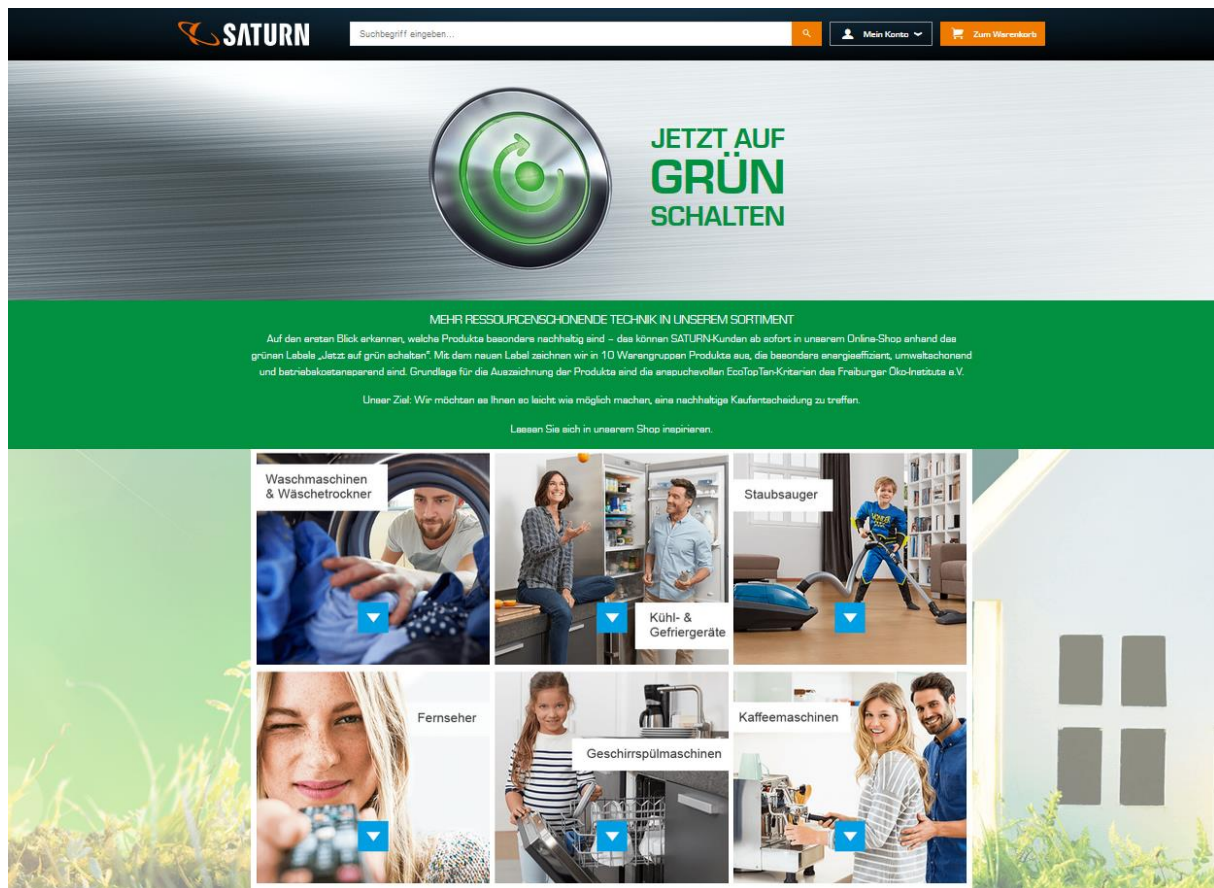 SATURN
Suchbegriff eingeben...
Mein Konto
Zum Warenkorb
JETZT AUF
GRÜN
SCHALTEN
MEHR RESSOURCENSCHONENDE TECHNIK IN UNSEREM SORTIMENT
Auf den ersten Blick erkennen, welche Produkte besonders nachhaltig sind – das können SATURN-Kunden ab sofort in unserem Online-Shop anhand des
grünen Labels „Jetzt auf grün schalten“. Mit dem neuen Label zeichnen wir in 10 Warengruppen Produkte aus, die besonders energieeffizient, umweltschonend
und betriebskostensparend sind. Grundlage für die Auszeichnung der Produkte sind die anspuchsvollen EcoTopTen-Kriterien des Freiburger Öko-Instituts e.V.
Unser Ziel: Wir möchten es Ihnen so leicht wie möglich machen, eine nachhaltige Kaufentscheidung zu treffen.
Lassen Sie sich in unserem Shop inspirieren.
Waschmaschinen
& Wäschetrockner
Kühl- &
Gefriergeräte
Staubsauger
Fernseher
Geschirrspülmaschinen
Kaffeemaschinen